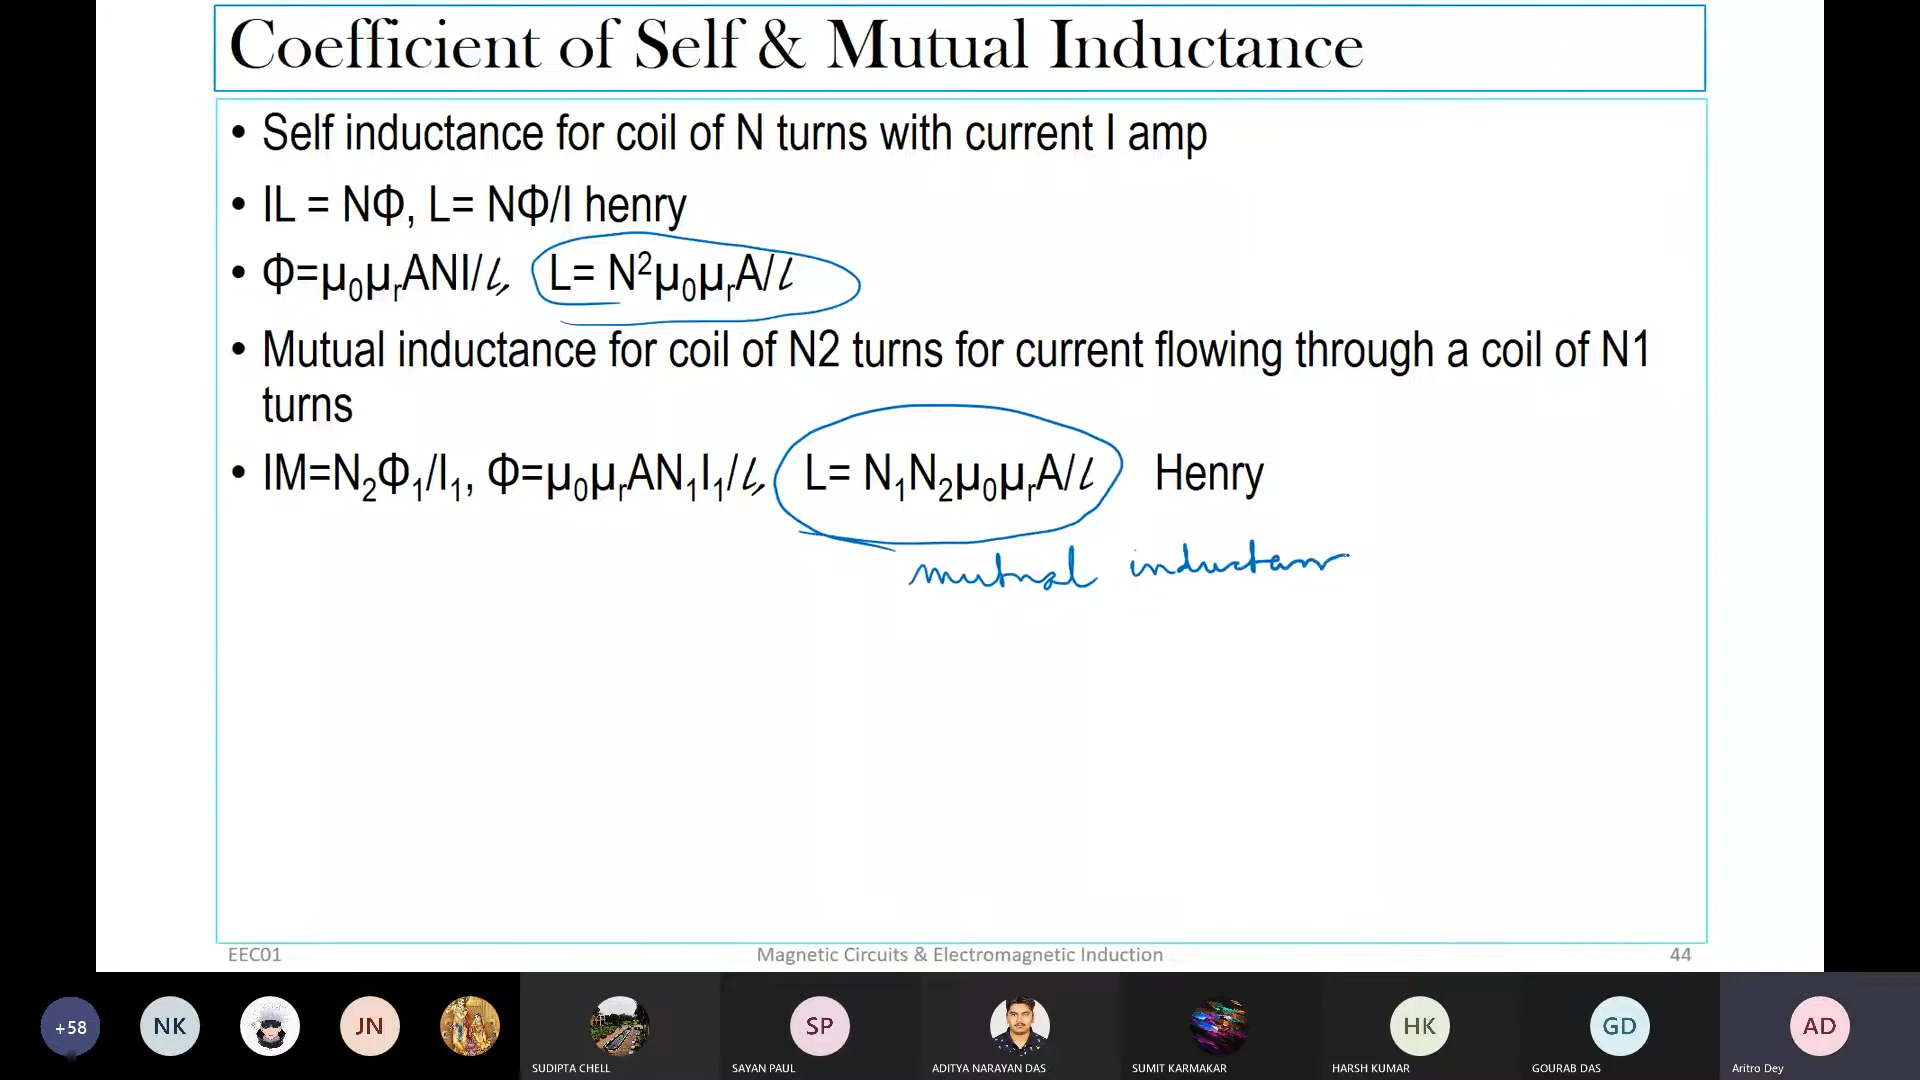 Coefficient of Self & Mutual Inductance
• Self inductance for coil of N turns with current I amp
• IL = NΦ, L= NΦ/I henry
• Φ=μ₀μᵣANI/l, L= N²μ₀μᵣA/l
• Mutual inductance for coil of N2 turns for current flowing through a coil of N1
turns
• IM=N₂Φ₁/I₁, Φ=μ₀μᵣAN₁I₁/l, L= N₁N₂μ₀μᵣA/l Henry
mutual
EEC01 Magnetic Circuits & Electromagnetic Induction 44
+58 NK JN SP HK GD AD
SUDIPTA CHELL SAYAN PAUL ADITYA NARAYAN DAS SUMIT KARMAKAR HARSH KUMAR GOURAB DAS Aritro Dey